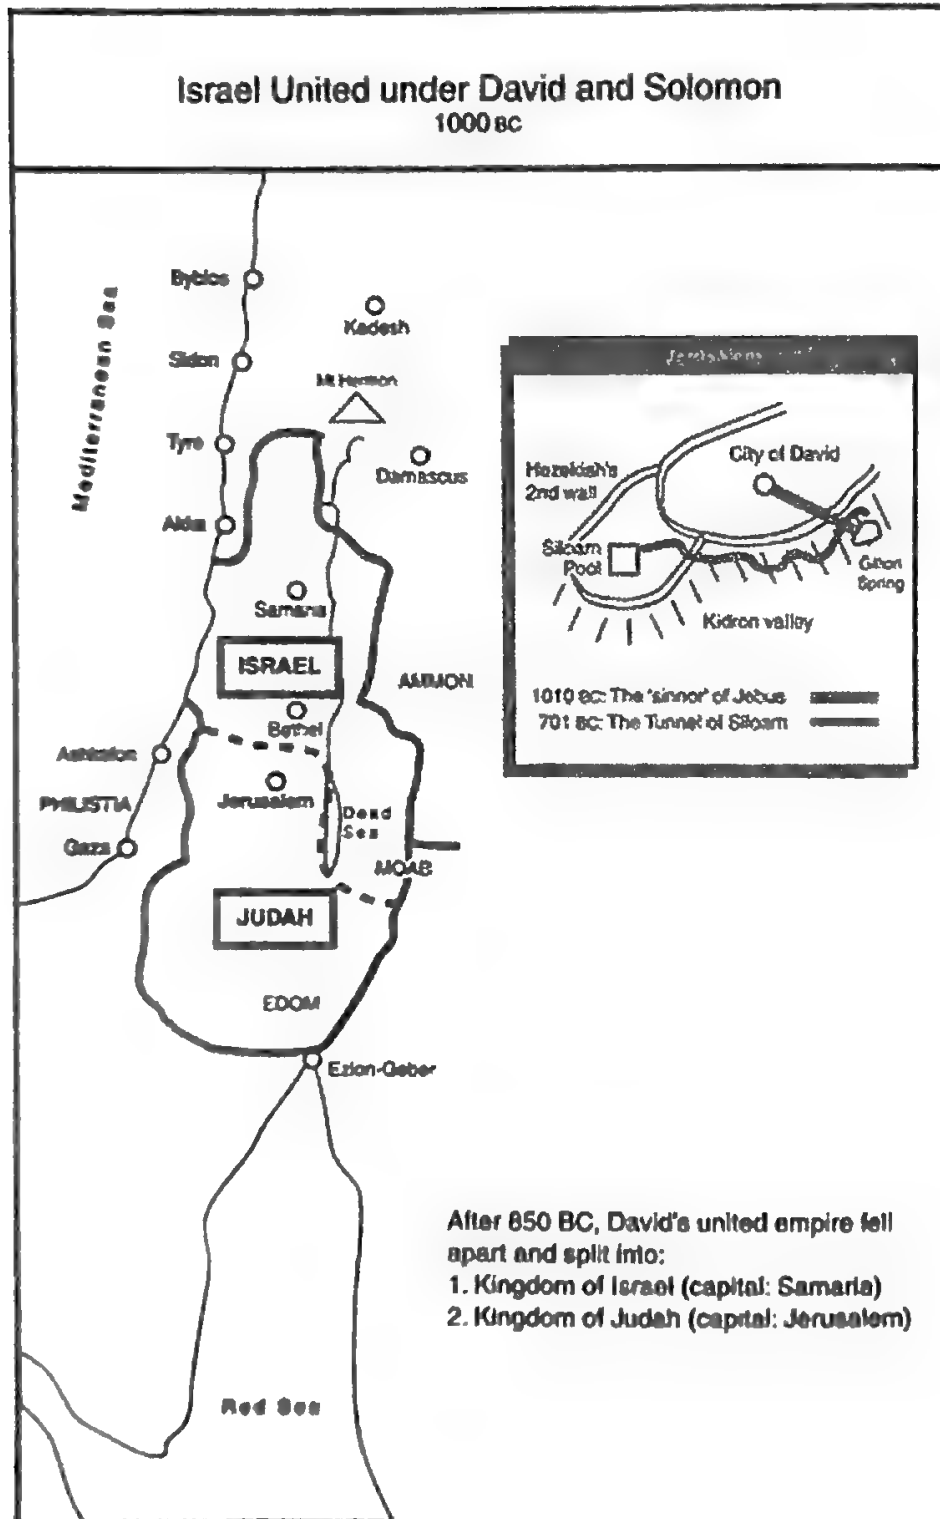 Israel United under David and Solomon
1000 BC
Mediterranean Sea
Byblos
Kadesh
Sidon
Mt Hermon
Tyre
Damascus
Akka
Samaria
ISRAEL
AMMON
Bethel
Ashkelon
Jerusalem
PHILISTIA
Dead
Sea
Gaza
MOAB
JUDAH
EDOM
Ezion-Geber
Red Sea
Jerusalem
City of David
Hezekiah's
2nd wall
Siloam
Pool
Gihon
Spring
Kidron valley
1010 BC: The 'sinnor' of Jebus
701 BC: The Tunnel of Siloam
After 850 BC, David's united empire fell
apart and split into:
1. Kingdom of Israel (capital: Samaria)
2. Kingdom of Judah (capital: Jerusalem)